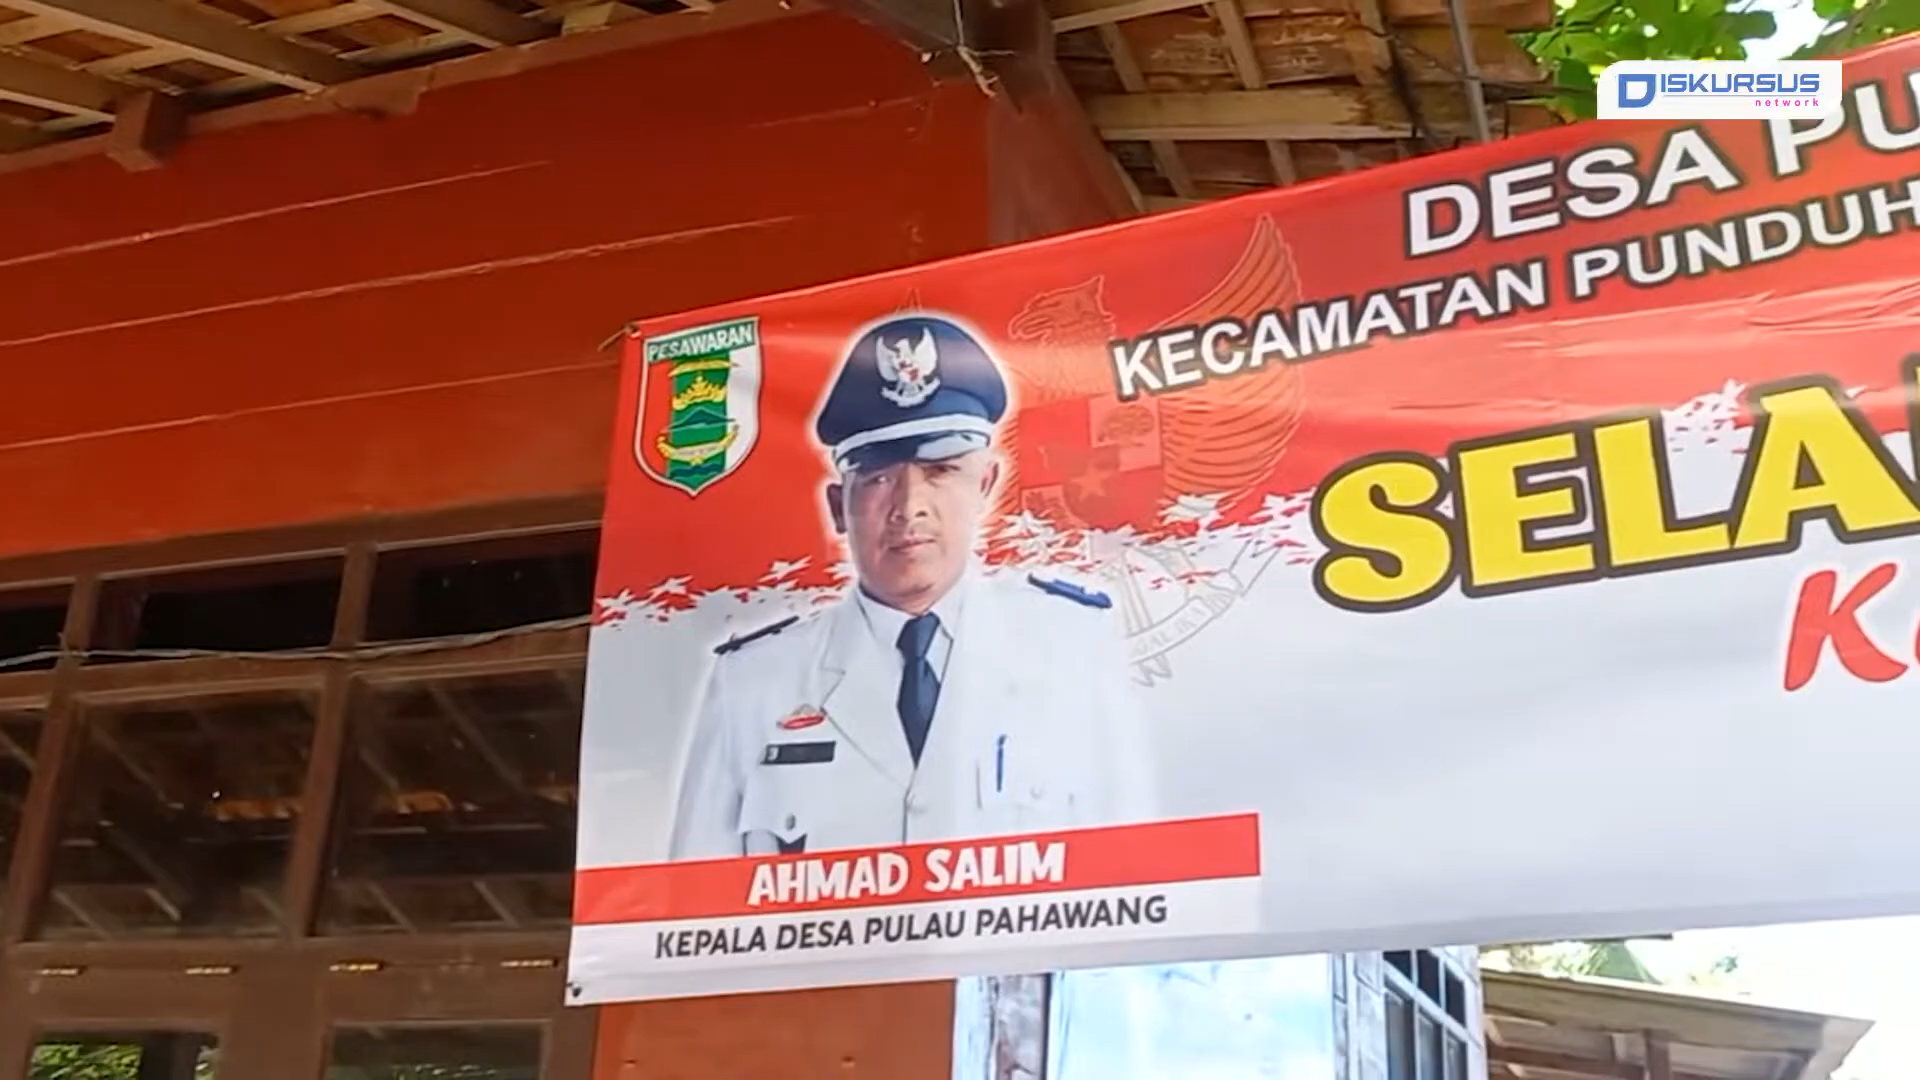 DISKURSUS
network
DESA PU
KECAMATAN PUNDUH
SELA
PESAWARAN
AHMAD SALIM
KEPALA DESA PULAU PAHAWANG